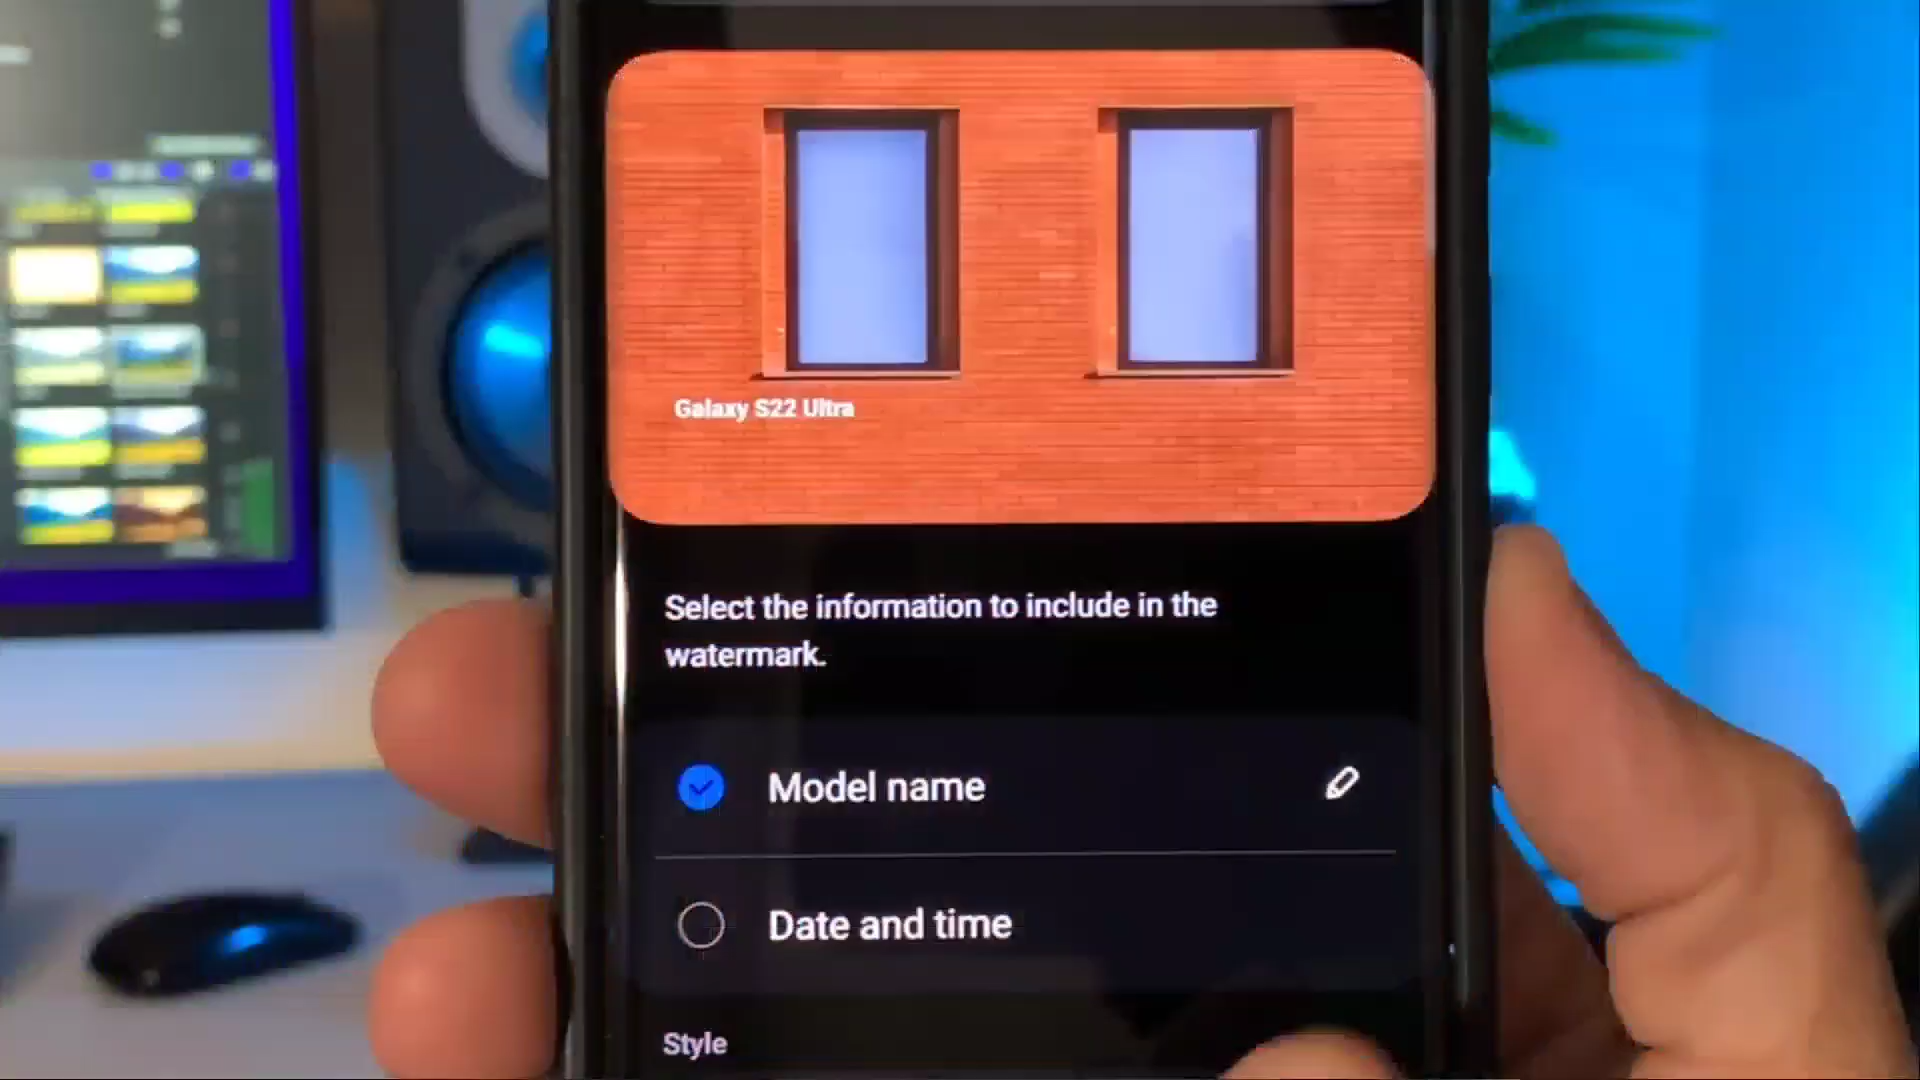 Galaxy S22 Ultra
Select the information to include in the
watermark.
Model name
Date and time
Style